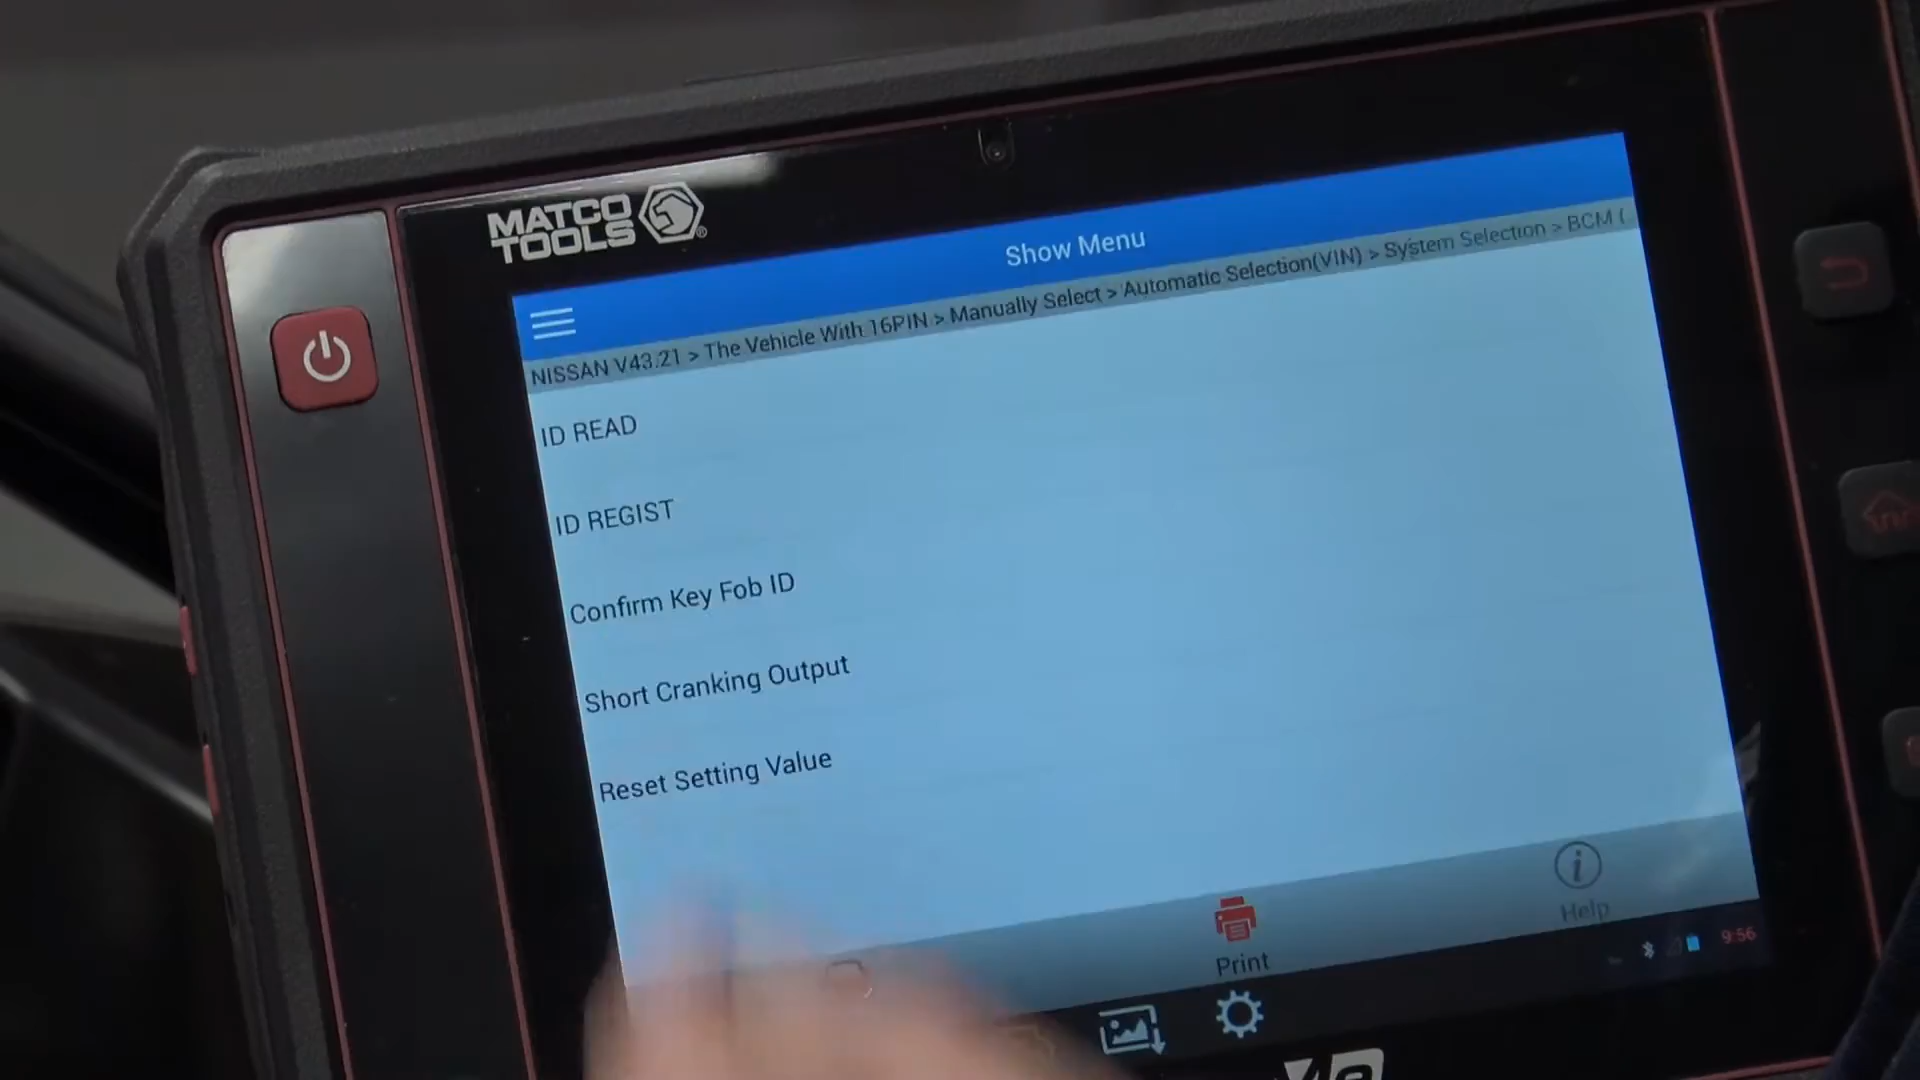 MATCO
TOOLS
Show Menu
NISSAN V43.21 > The Vehicle With 16PIN > Manually Select > Automatic Selection(VIN) > System Selection > BCM (
ID READ
ID REGIST
Confirm Key Fob ID
Short Cranking Output
Reset Setting Value
Print
Help
9:56